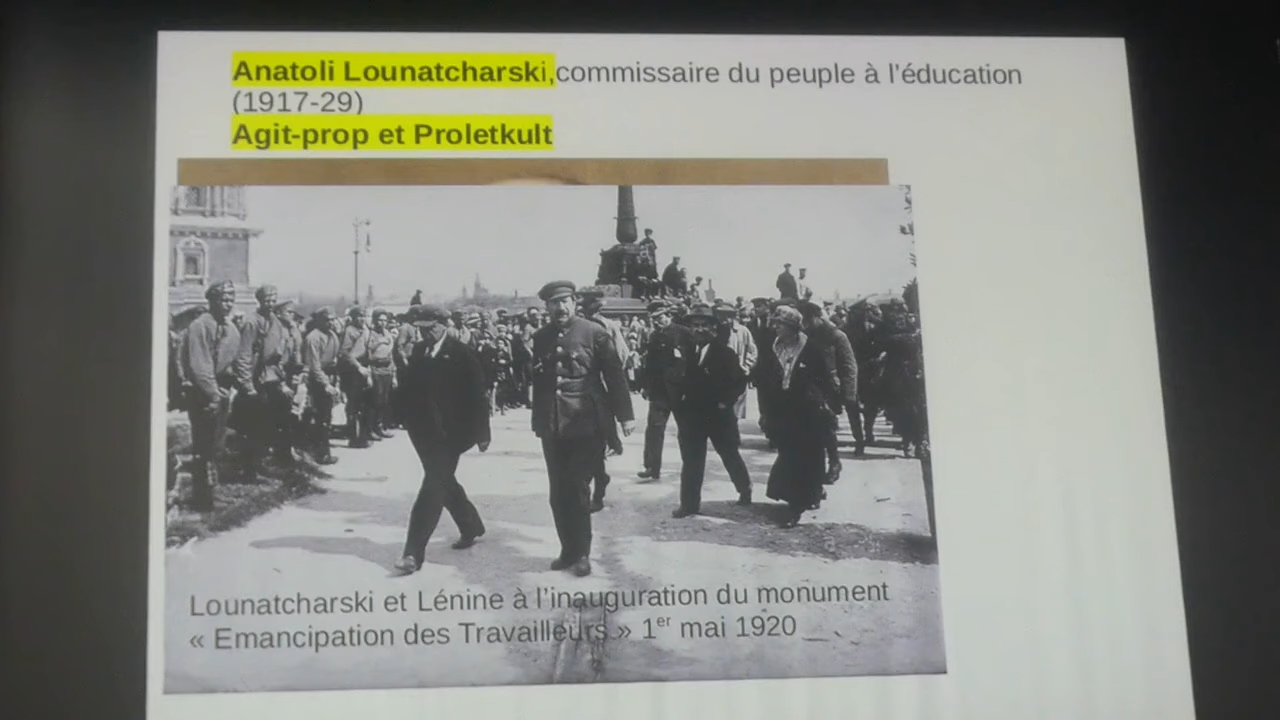 Anatoli Lounatcharski,commissaire du peuple à l'éducation
(1917-29)
Agit-prop et Proletkult
Lounatcharski et Lénine à l'inauguration du monument
« Emancipation des Travailleurs » 1er mai 1920